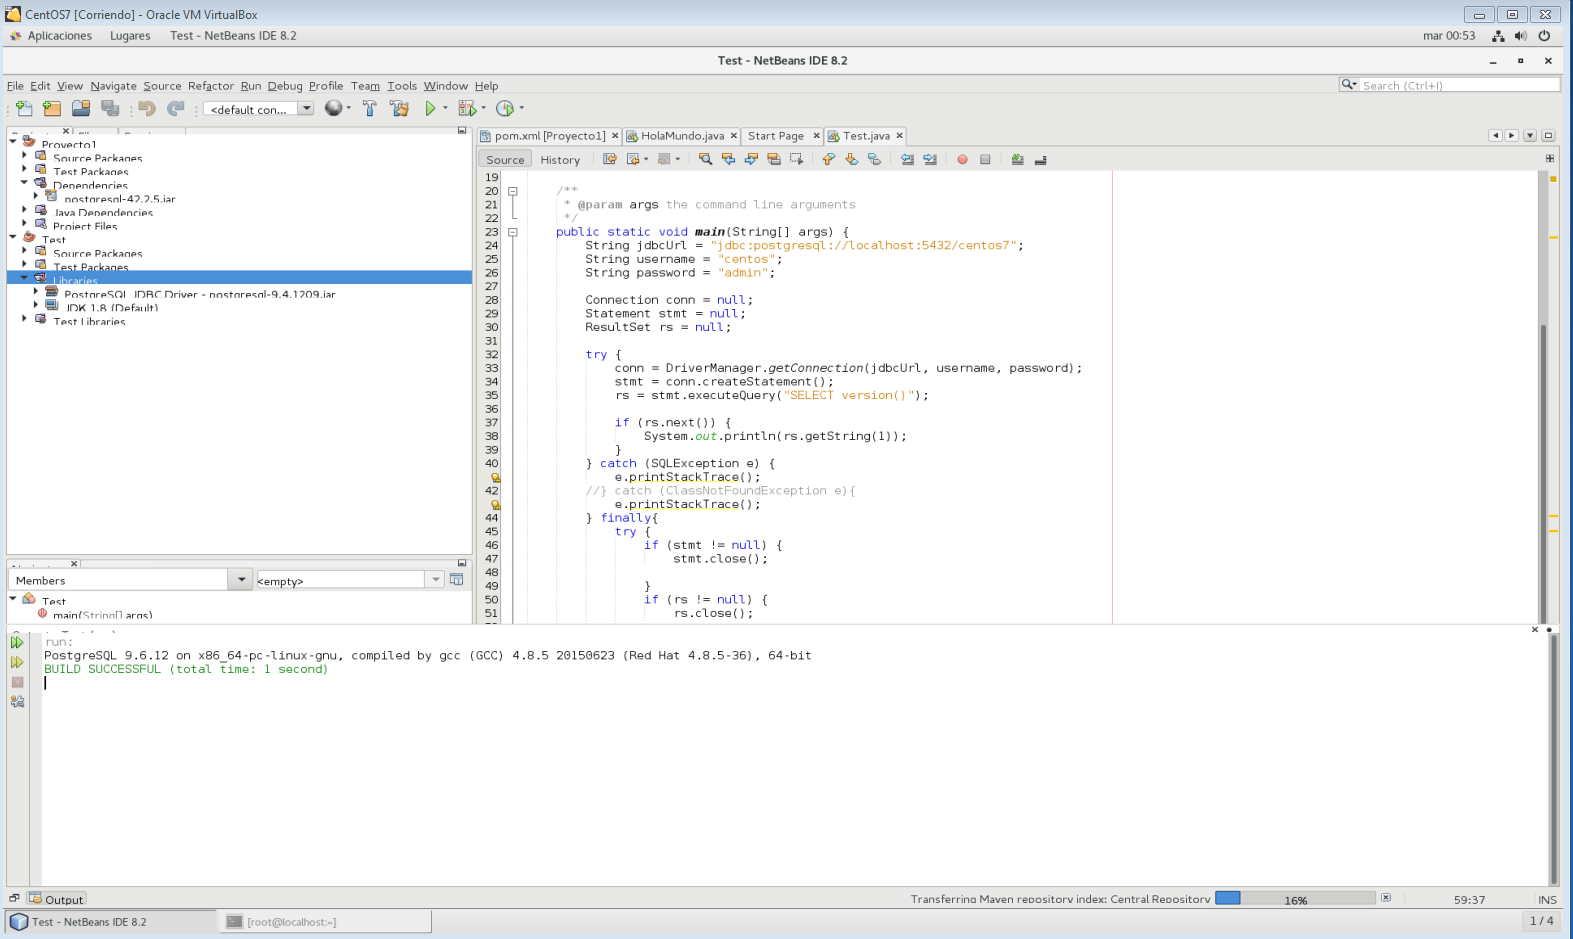 CentOS7 [Corriendo] - Oracle VM VirtualBox
Aplicaciones Lugares Test - NetBeans IDE 8.2 mar 00:53
Test - NetBeans IDE 8.2
File Edit View Navigate Source Refactor Run Debug Profile Team Tools Window Help Search (Ctrl+I)
<default con...
pom.xml [Proyecto1] HolaMundo.java Start Page Test.java
Source History
Proyecto1
Source Packages
Test Packages
Dependencies
postgresql-42.2.5.jar
Java Dependencies
Project Files
Test
Source Packages
Test Packages
Libraries
PostgreSQL JDBC Driver - postgresql-9.4.1209.jar
JDK 1.8 (Default)
Test Libraries
Members <empty>
Test
main(String[] args)
19
20 /**
21 * @param args the command line arguments
22 */
23 public static void main(String[] args) {
24 String jdbcUrl = "jdbc:postgresql://localhost:5432/centos7";
25 String username = "centos";
26 String password = "admin";
27
28 Connection conn = null;
29 Statement stmt = null;
30 ResultSet rs = null;
31
32 try {
33 conn = DriverManager.getConnection(jdbcUrl, username, password);
34 stmt = conn.createStatement();
35 rs = stmt.executeQuery("SELECT version()");
36
37 if (rs.next()) {
38 System.out.println(rs.getString(1));
39 }
40 } catch (SQLException e) {
e.printStackTrace();
42 //} catch (ClassNotFoundException e){
e.printStackTrace();
44 } finally{
45 try {
46 if (stmt != null) {
47 stmt.close();
48
49 }
50 if (rs != null) {
51 rs.close();
run:
PostgreSQL 9.6.12 on x86_64-pc-linux-gnu, compiled by gcc (GCC) 4.8.5 20150623 (Red Hat 4.8.5-36), 64-bit
BUILD SUCCESSFUL (total time: 1 second)
Output Transferring Maven repository index: Central Repository 16% 59:37 INS
Test - NetBeans IDE 8.2 [root@localhost:~] 1 / 4